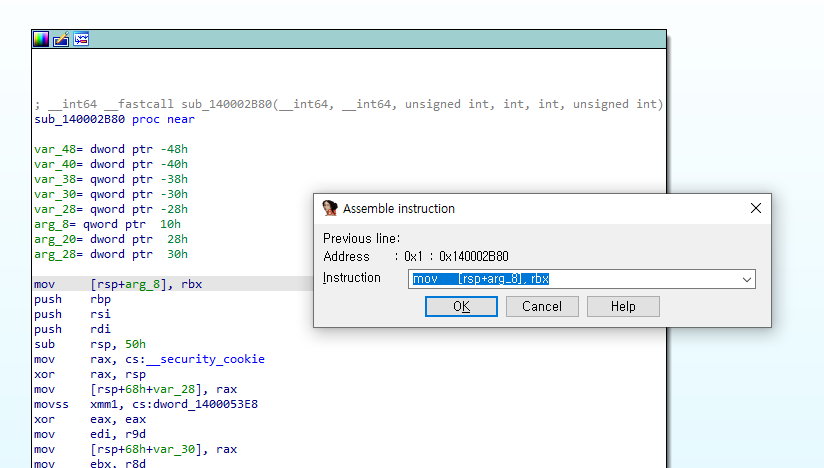 ; __int64 __fastcall sub_140002B80(__int64, __int64, unsigned int, int, int, unsigned int)
sub_140002B80 proc near
var_48= dword ptr -48h
var_40= dword ptr -40h
var_38= qword ptr -38h
var_30= qword ptr -30h
var_28= qword ptr -28h
arg_8= qword ptr  10h
arg_20= dword ptr  28h
arg_28= dword ptr  30h
mov     [rsp+arg_8], rbx
push    rbp
push    rsi
push    rdi
sub     rsp, 50h
mov     rax, cs:__security_cookie
xor     rax, rsp
mov     [rsp+68h+var_28], rax
movss   xmm1, cs:dword_1400053E8
xor     eax, eax
mov     edi, r9d
mov     [rsp+68h+var_30], rax
mov     ebx, r8d
Assemble instruction
Previous line:
Address : 0x1 : 0x140002B80
Instruction mov     [rsp+arg_8], rbx
OK Cancel Help